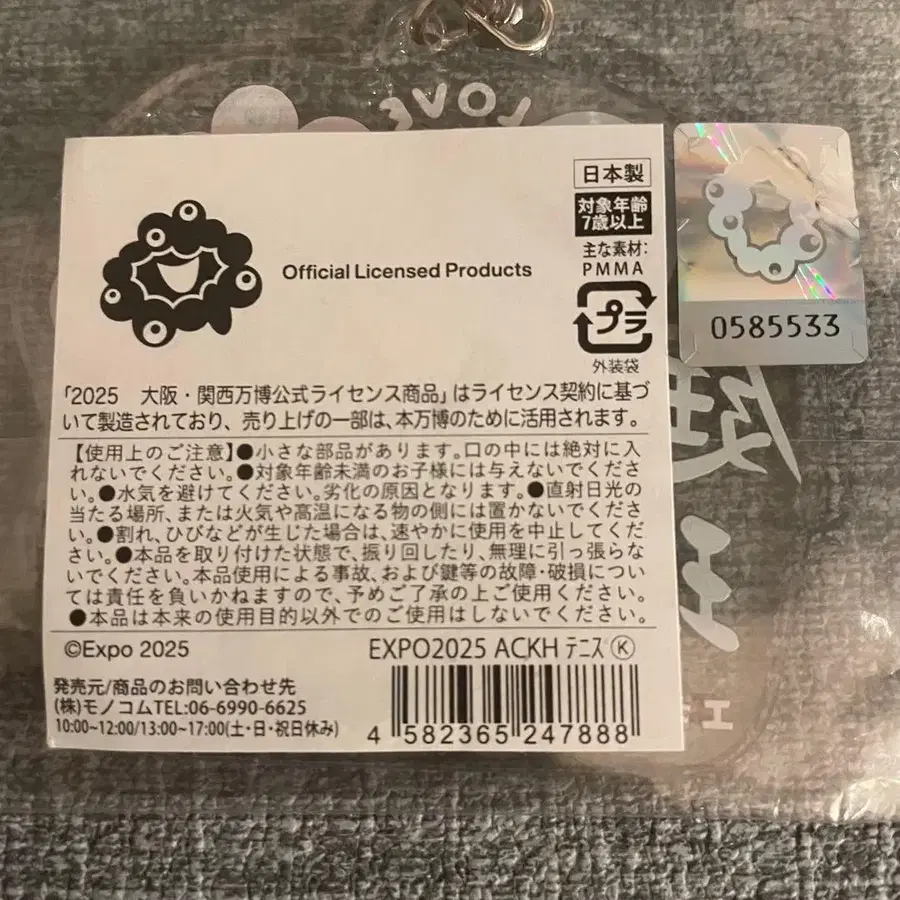 LOVE
日本製
対象年齢
7歳以上
主な素材:
PMMA
プラ
外装袋
Official Licensed Products
0585533
「2025　大阪・関西万博公式ライセンス商品」はライセンス契約に基づ
いて製造されており、売り上げの一部は、本万博のために活用されます。
【使用上のご注意】●小さな部品があります。口の中には絶対に入
れないでください。●対象年齢未満のお子様には与えないでくださ
い。●水気を避けてください。劣化の原因となります。●直射日光の
当たる場所、または火気や高温になる物の側には置かないでくださ
い。●割れ、ひびなどが生じた場合は、速やかに使用を中止してくだ
さい。●本品を取り付けた状態で、振り回したり、無理に引っ張らな
いでください。本品使用による事故、および鍵等の故障・破損につい
ては責任を負いかねますので、予めご了承の上ご使用ください。
●本品は本来の使用目的以外でのご使用はしないでください。
©Expo 2025
EXPO2025 ACKH テニス Ⓚ
発売元/商品のお問い合わせ先
(株)モノコムTEL:06-6990-6625
10:00~12:00/13:00~17:00(土・日・祝日休み)
4 582365 247888